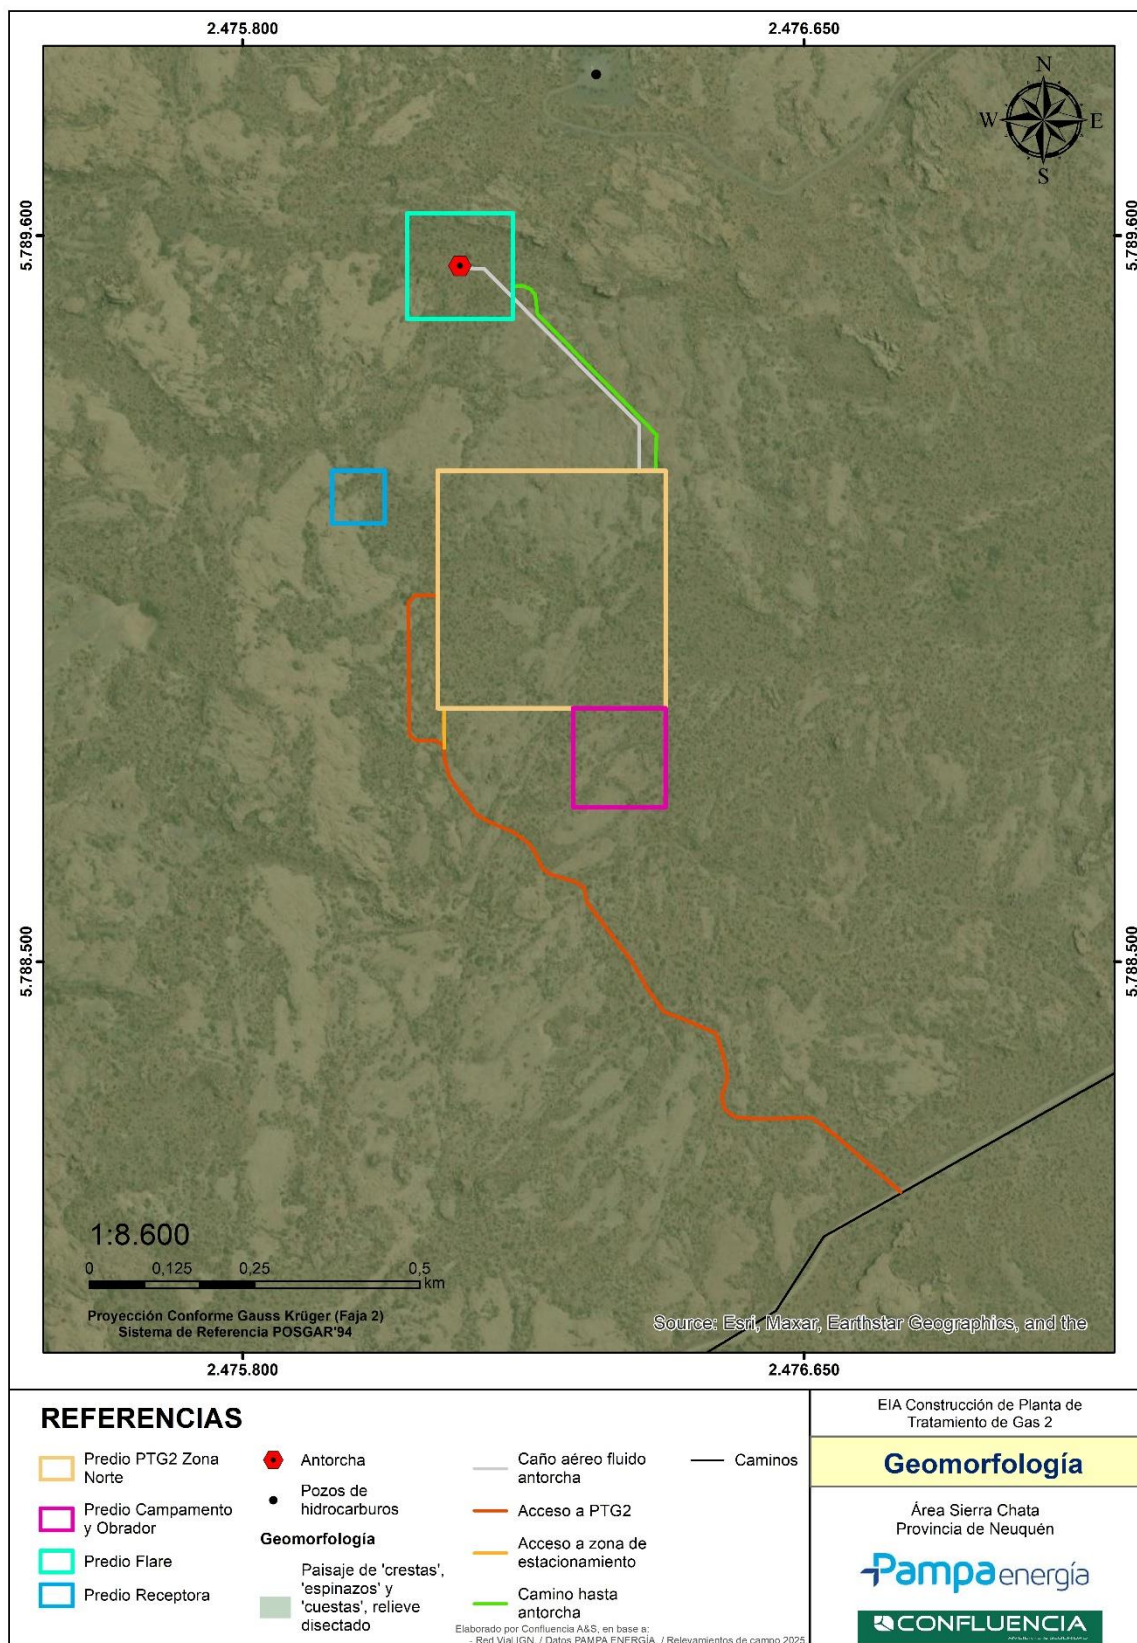 2.475.800
2.476.650
N
W
E
S
5.789.600
5.789.600
5.788.500
5.788.500
1:8.600
0
0,125
0,25
0,5
km
Proyección Conforme Gauss Krüger (Faja 2)
Sistema de Referencia POSGAR'94
Source: Esri, Maxar, Earthstar Geographics, and the
2.475.800
2.476.650
REFERENCIAS
Predio PTG2 Zona
Norte
Predio Campamento
y Obrador
Predio Flare
Predio Receptora
Antorcha
Pozos de
hidrocarburos
Geomorfología
Paisaje de 'crestas',
'espinazos' y
'cuestas', relieve
disectado
Caño aéreo fluido
antorcha
Acceso a PTG2
Acceso a zona de
estacionamiento
Camino hasta
antorcha
Caminos
Elaborado por Confluencia A&S, en base a:
- Red Vial IGN. / Datos PAMPA ENERGÍA. / Relevamientos de campo 2025
EIA Construcción de Planta de
Tratamiento de Gas 2
Geomorfología
Área Sierra Chata
Provincia de Neuquén
Pampa energía
CONFLUENCIA